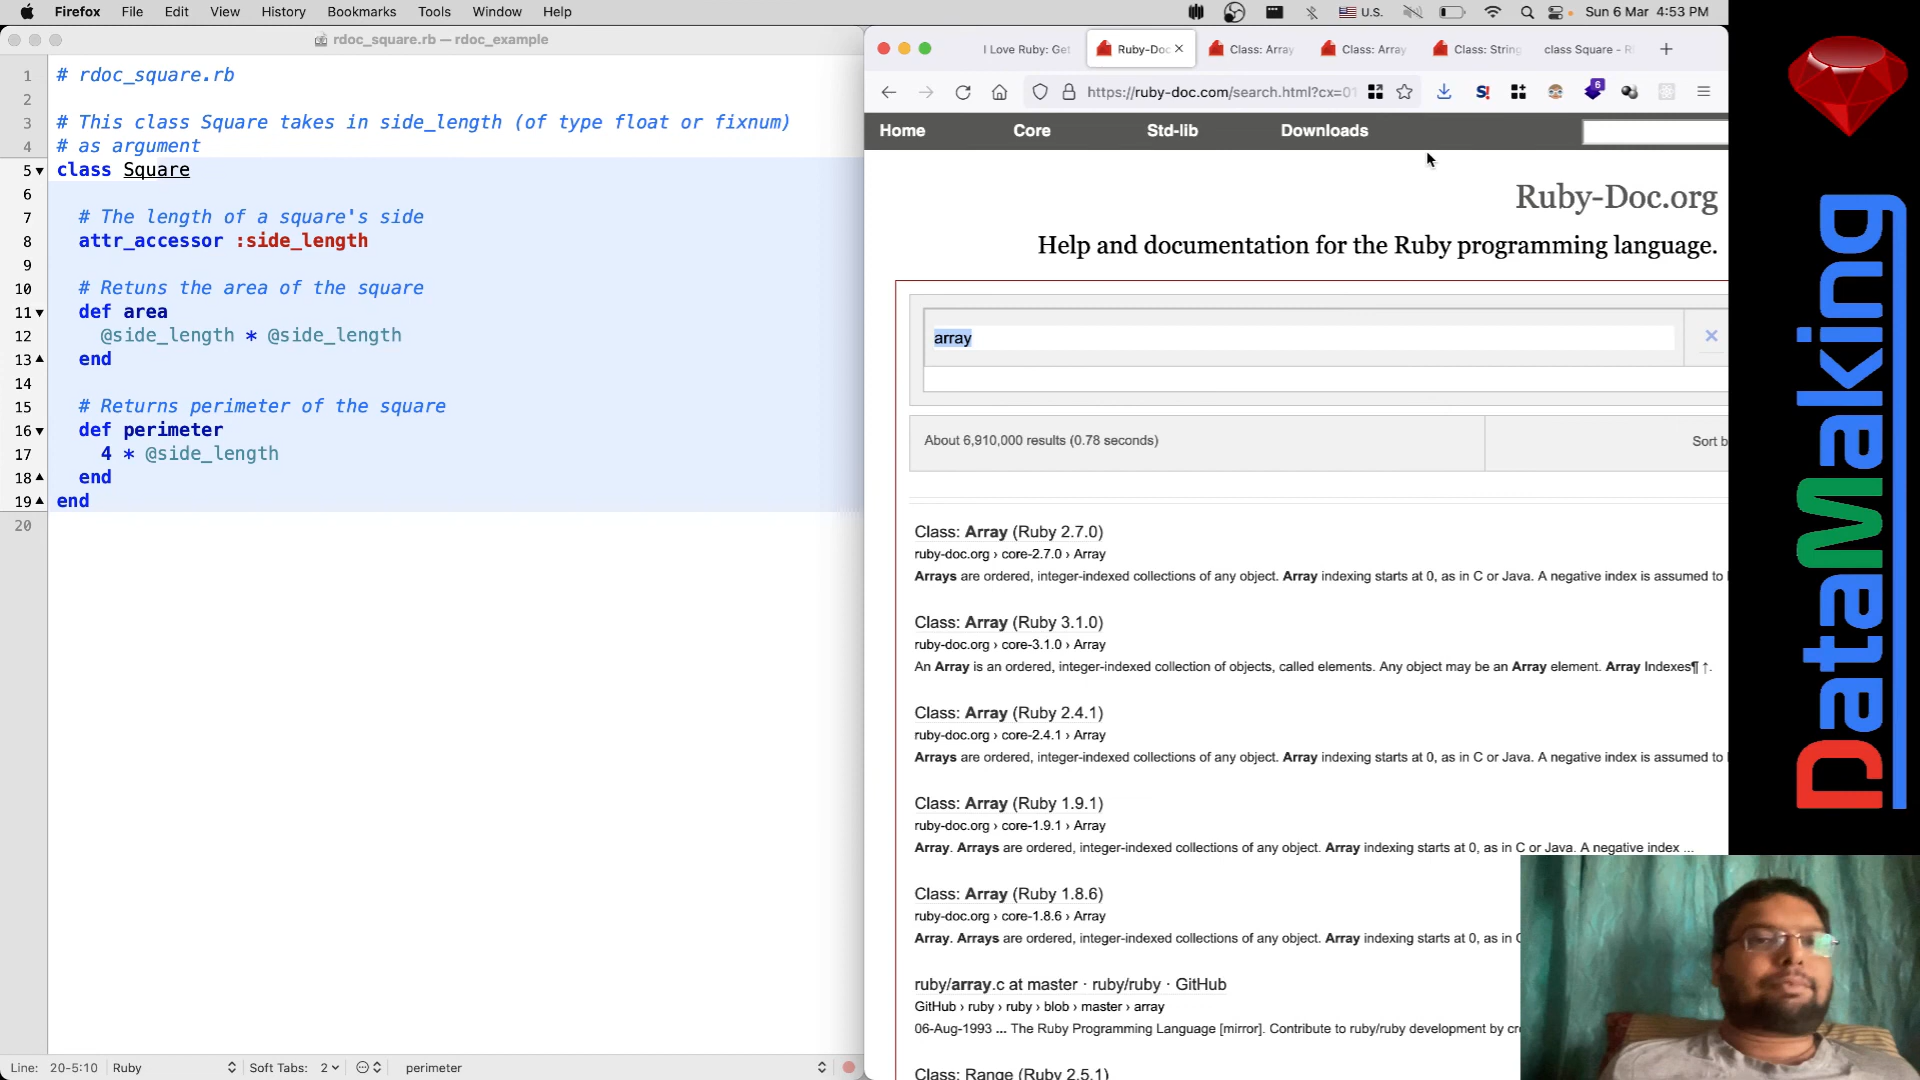 Firefox File Edit View History Bookmarks Tools Window Help U.S. Sun 6 Mar 4:53 PM
rdoc_square.rb — rdoc_example
1 # rdoc_square.rb
2
3 # This class Square takes in side_length (of type float or fixnum)
4 # as argument
5 class Square
6
7 # The length of a square's side
8 attr_accessor :side_length
9
10 # Retuns the area of the square
11 def area
12 @side_length * @side_length
13 end
14
15 # Returns perimeter of the square
16 def perimeter
17 4 * @side_length
18 end
19 end
20
Line: 20-5:10 Ruby Soft Tabs: 2 perimeter
I Love Ruby: Get Ruby-Doc Class: Array Class: Array Class: String class Square - R
https://ruby-doc.com/search.html?cx=01 S! 6
Home Core Std-lib Downloads
Ruby-Doc.org
Help and documentation for the Ruby programming language.
array
About 6,910,000 results (0.78 seconds) Sort b
Class: Array (Ruby 2.7.0)
ruby-doc.org › core-2.7.0 › Array
Arrays are ordered, integer-indexed collections of any object. Array indexing starts at 0, as in C or Java. A negative index is assumed to
Class: Array (Ruby 3.1.0)
ruby-doc.org › core-3.1.0 › Array
An Array is an ordered, integer-indexed collection of objects, called elements. Any object may be an Array element. Array Indexes¶ ↑.
Class: Array (Ruby 2.4.1)
ruby-doc.org › core-2.4.1 › Array
Arrays are ordered, integer-indexed collections of any object. Array indexing starts at 0, as in C or Java. A negative index is assumed to
Class: Array (Ruby 1.9.1)
ruby-doc.org › core-1.9.1 › Array
Array. Arrays are ordered, integer-indexed collections of any object. Array indexing starts at 0, as in C or Java. A negative index ...
Class: Array (Ruby 1.8.6)
ruby-doc.org › core-1.8.6 › Array
Array. Arrays are ordered, integer-indexed collections of any object. Array indexing starts at 0, as in C
ruby/array.c at master · ruby/ruby · GitHub
GitHub › ruby › ruby › blob › master › array
06-Aug-1993 ... The Ruby Programming Language [mirror]. Contribute to ruby/ruby development by cr
Class: Range (Ruby 2.5.1)
DataMaking